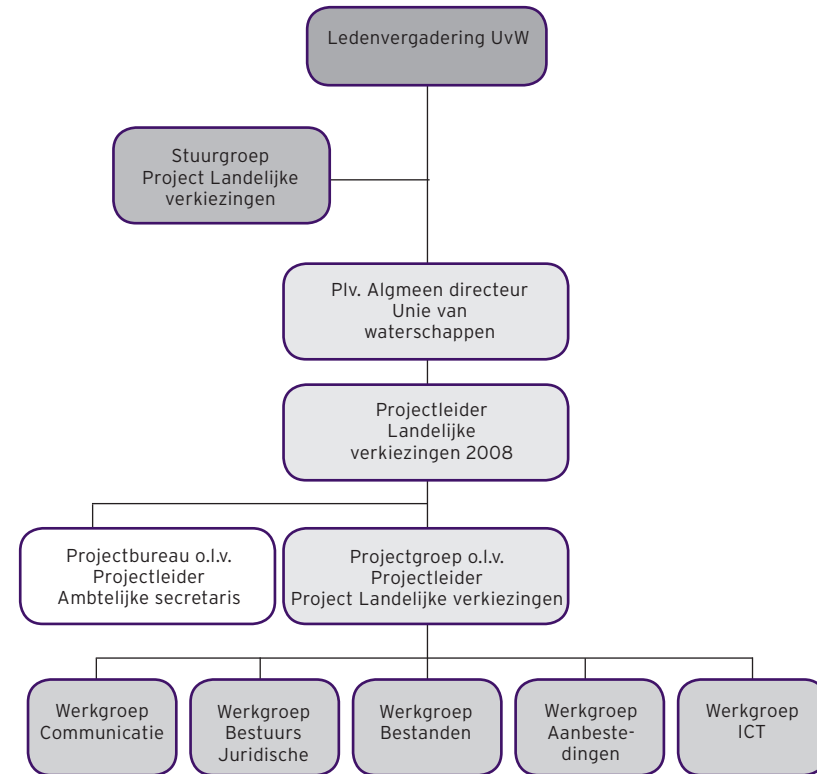 Ledenvergadering UvW
Stuurgroep
Project Landelijke
verkiezingen
Plv. Algmeen directeur
Unie van
waterschappen
Projectleider
Landelijke
verkiezingen 2008
Projectbureau o.l.v.
Projectleider
Ambtelijke secretaris
Projectgroep o.l.v.
Projectleider
Project Landelijke verkiezingen
Werkgroep
Communicatie
Werkgroep
Bestuurs
Juridische
Werkgroep
Bestanden
Werkgroep
Aanbeste-
dingen
Werkgroep
ICT